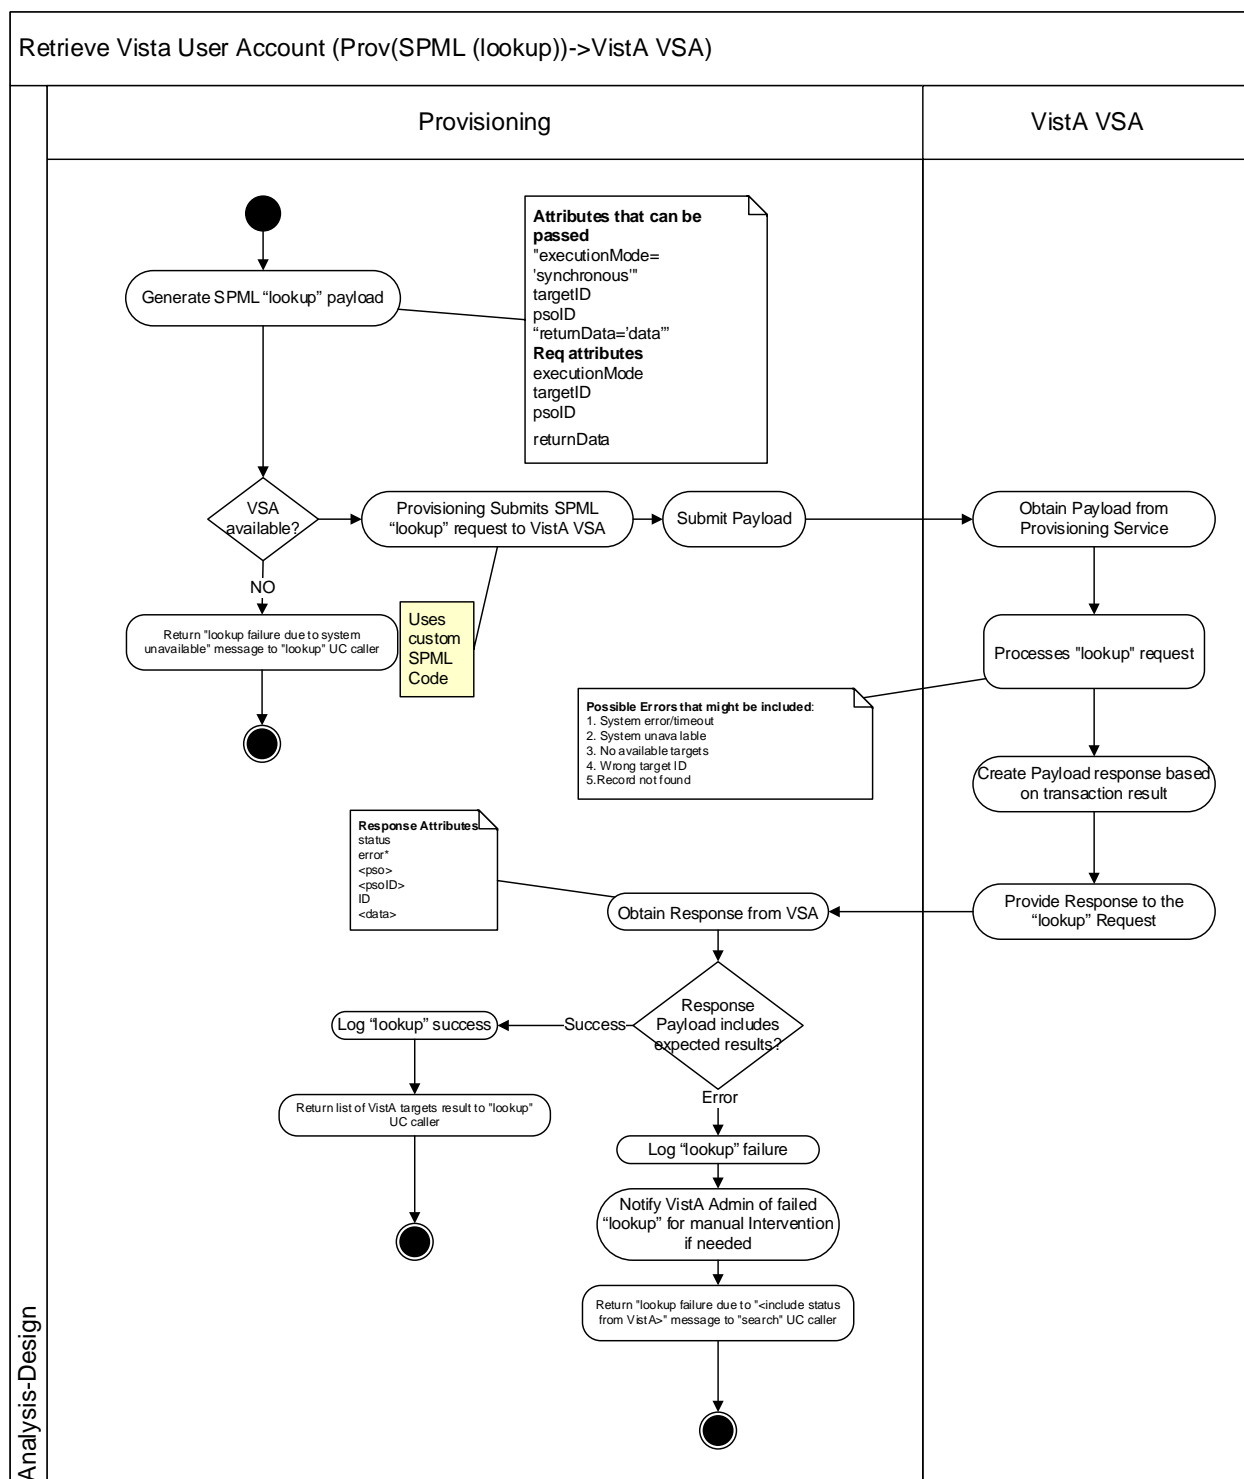 Retrieve Vista User Account (Prov(SPML (lookup))->VistA VSA)
Provisioning
VistA VSA
Attributes that can be
passed
"executionMode=
'synchronous'"
targetID
psoID
“returnData=’data’”
Req attributes
executionMode
targetID
psoID
returnData
Generate SPML “lookup” payload
VSA
available?
Provisioning Submits SPML
“lookup” request to VistA VSA
Submit Payload
Obtain Payload from
Provisioning Service
NO
Return "lookup failure due to system
unavailable" message to "lookup" UC caller
Uses
custom
SPML
Code
Processes "lookup" request
Possible Errors that might be included:
1. System error/timeout
2. System unava lable
3. No available targets
4. Wrong target ID
5.Record not found
Create Payload response based
on transaction result
Response Attributes
status
error*
<pso>
<psoID>
ID
<data>
Obtain Response from VSA
Provide Response to the
“lookup” Request
Response
Payload includes
expected results?
Success
Log “lookup” success
Error
Return list of VistA targets result to "lookup"
UC caller
Log “lookup” failure
Notify VistA Admin of failed
“lookup” for manual Intervention
if needed
Return "lookup failure due to "<include status
from VistA>" message to "search" UC caller
Analysis-Design